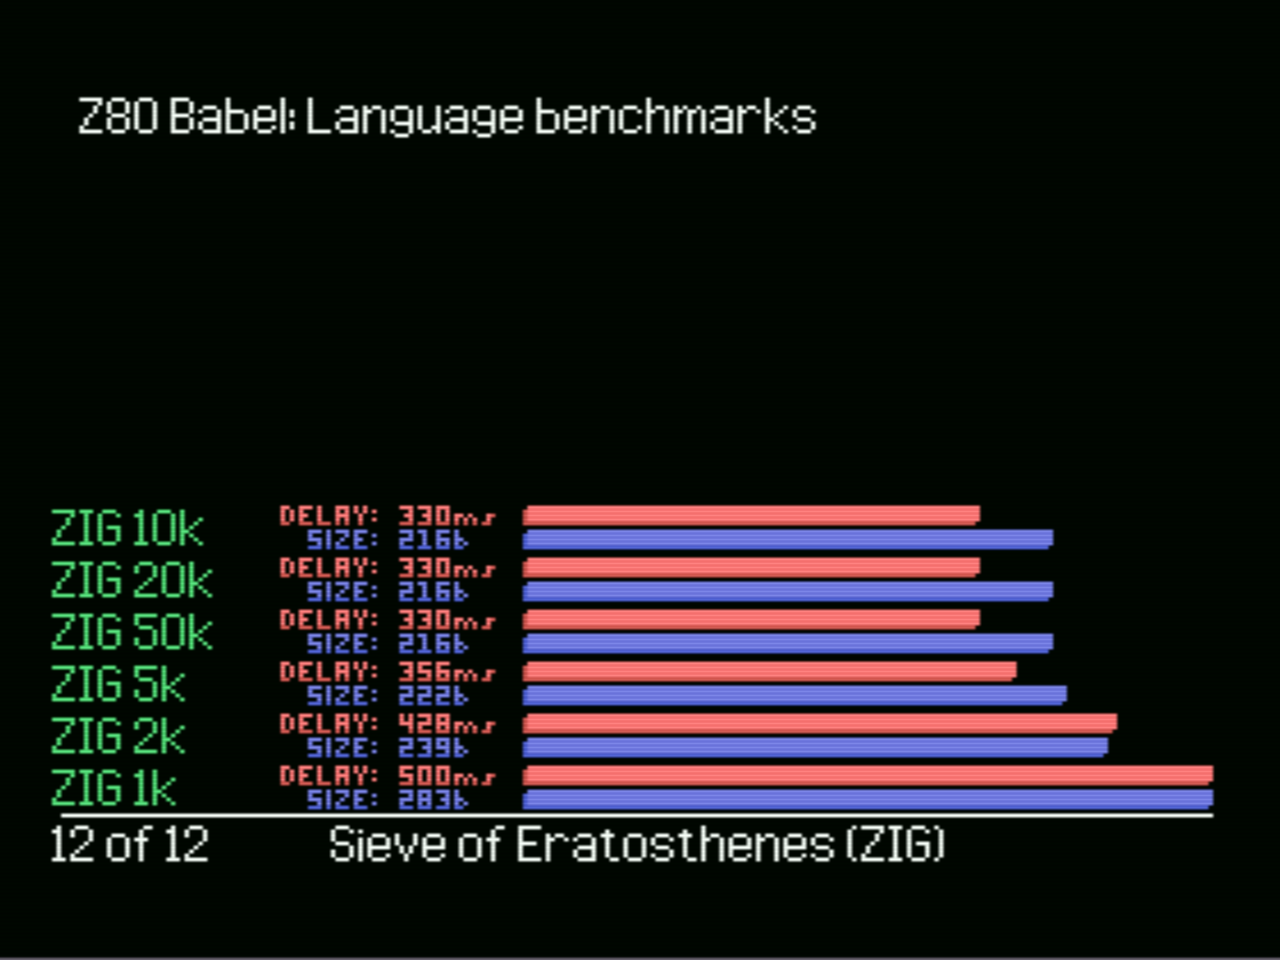 Z80 Babel: Language benchmarks
ZIG 10k DELAY: 330ms
SIZE: 216b
ZIG 20k DELAY: 330ms
SIZE: 216b
ZIG 50k DELAY: 330ms
SIZE: 216b
ZIG 5k DELAY: 356ms
SIZE: 222b
ZIG 2k DELAY: 428ms
SIZE: 239b
ZIG 1k DELAY: 500ms
SIZE: 283b
12 of 12 Sieve of Eratosthenes (ZIG)